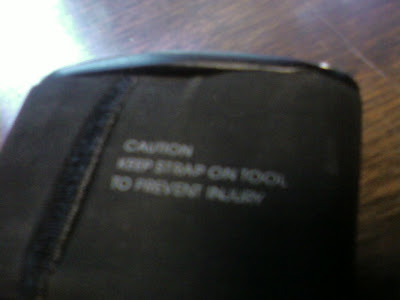 CAUTION
KEEP STRAP ON TOOL
TO PREVENT INJURY